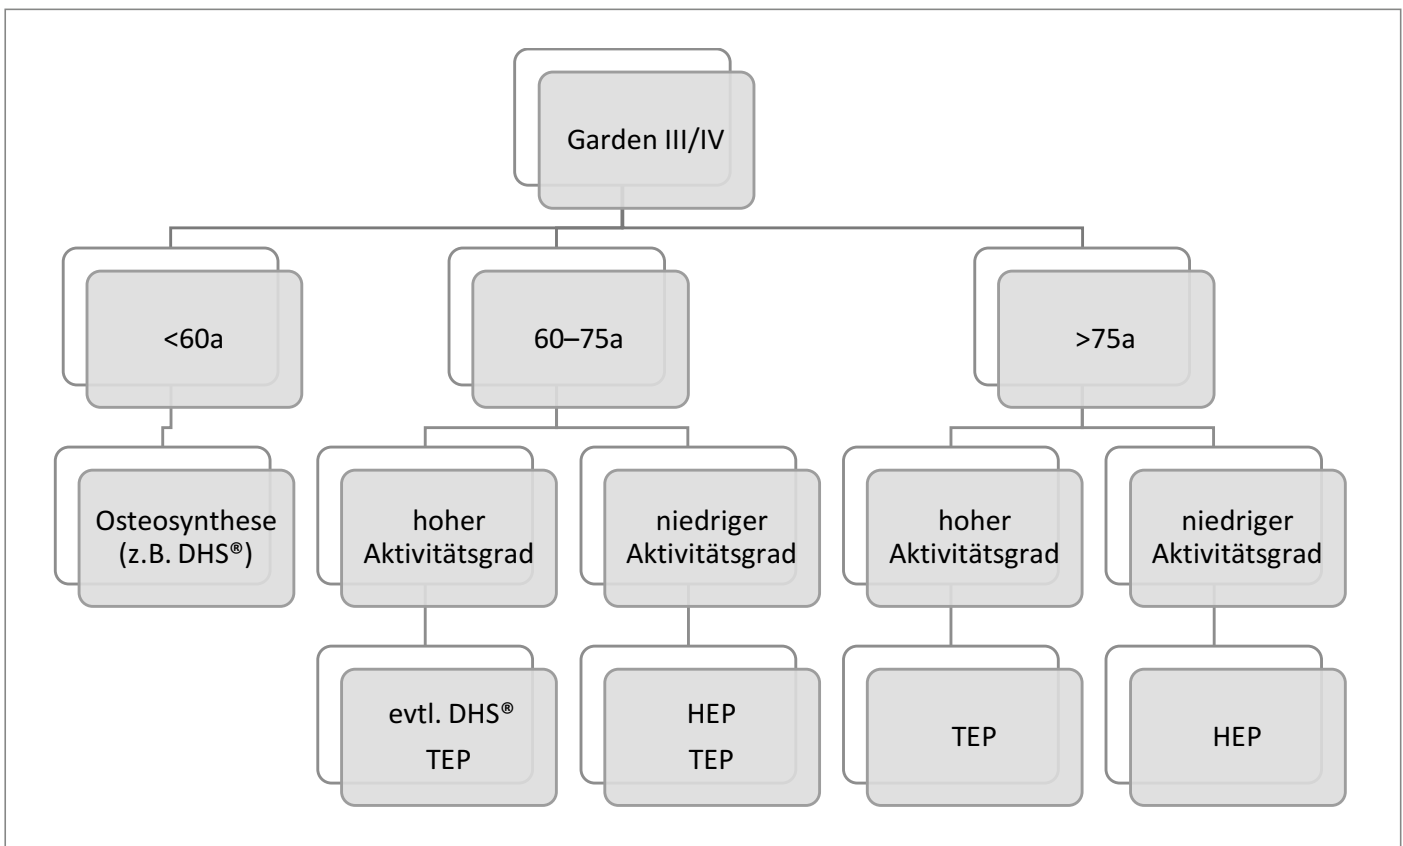 Garden III/IV
<60a
60–75a
>75a
Osteosynthese
(z.B. DHS®)
hoher
Aktivitätsgrad
niedriger
Aktivitätsgrad
hoher
Aktivitätsgrad
niedriger
Aktivitätsgrad
evtl. DHS®
TEP
HEP
TEP
TEP
HEP